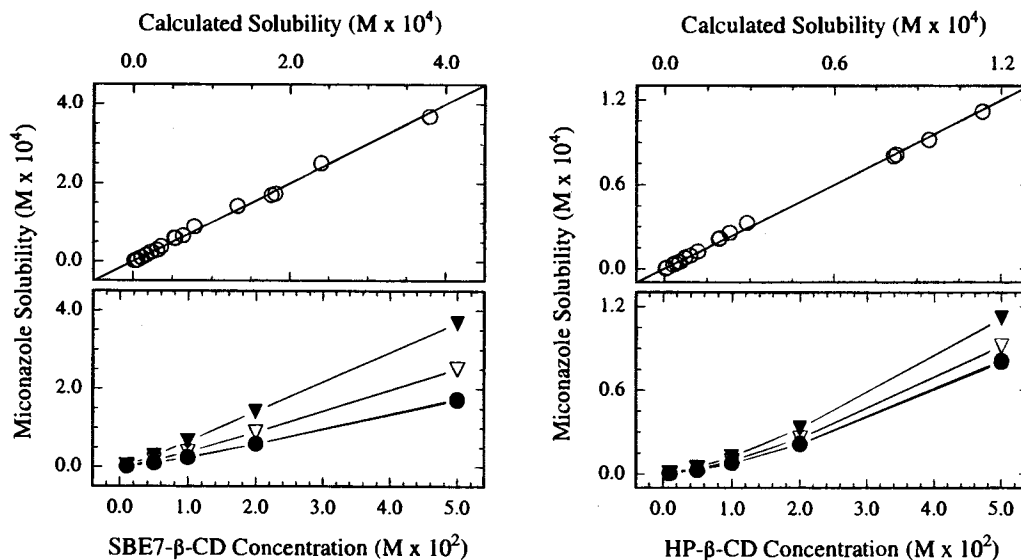 Calculated Solubility (M x 10⁴)
0.0 2.0 4.0
Miconazole Solubility (M x 10⁴)
4.0
2.0
0.0
4.0
2.0
0.0
0.0 1.0 2.0 3.0 4.0 5.0
SBE7-β-CD Concentration (M x 10²)
Calculated Solubility (M x 10⁴)
0.0 0.6 1.2
Miconazole Solubility (M x 10⁴)
1.2
0.6
0.0
1.2
0.6
0.0
0.0 1.0 2.0 3.0 4.0 5.0
HP-β-CD Concentration (M x 10²)